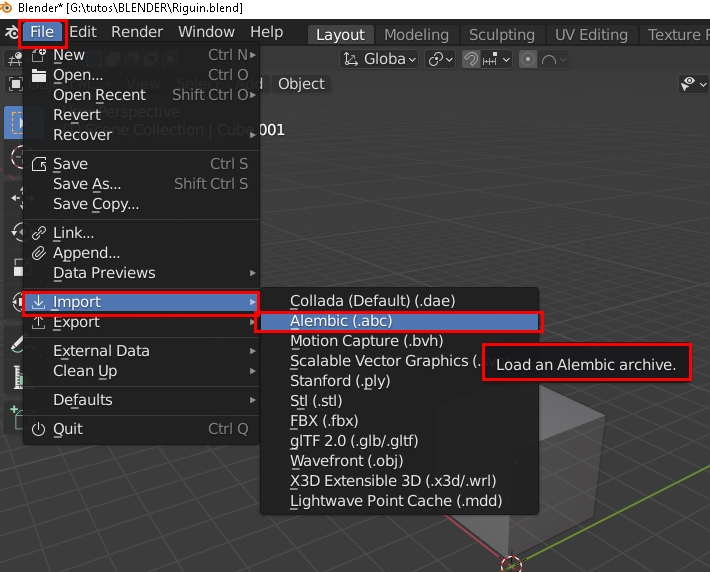 Blender* [G:\tutos\BLENDER\Riguin.blend]
File Edit Render Window Help Layout Modeling Sculpting UV Editing Texture P
New Ctrl N
Open... Ctrl O
Open Recent Shift Ctrl O
Revert
Recover
Save Ctrl S
Save As... Shift Ctrl S
Save Copy...
Link...
Append...
Data Previews
Import
Export
External Data
Clean Up
Defaults
Quit Ctrl Q
Globa
Object
001
Collada (Default) (.dae)
Alembic (.abc)
Motion Capture (.bvh)
Scalable Vector Graphics (.
Stanford (.ply)
Stl (.stl)
FBX (.fbx)
glTF 2.0 (.glb/.gltf)
Wavefront (.obj)
X3D Extensible 3D (.x3d/.wrl)
Lightwave Point Cache (.mdd)
Load an Alembic archive.